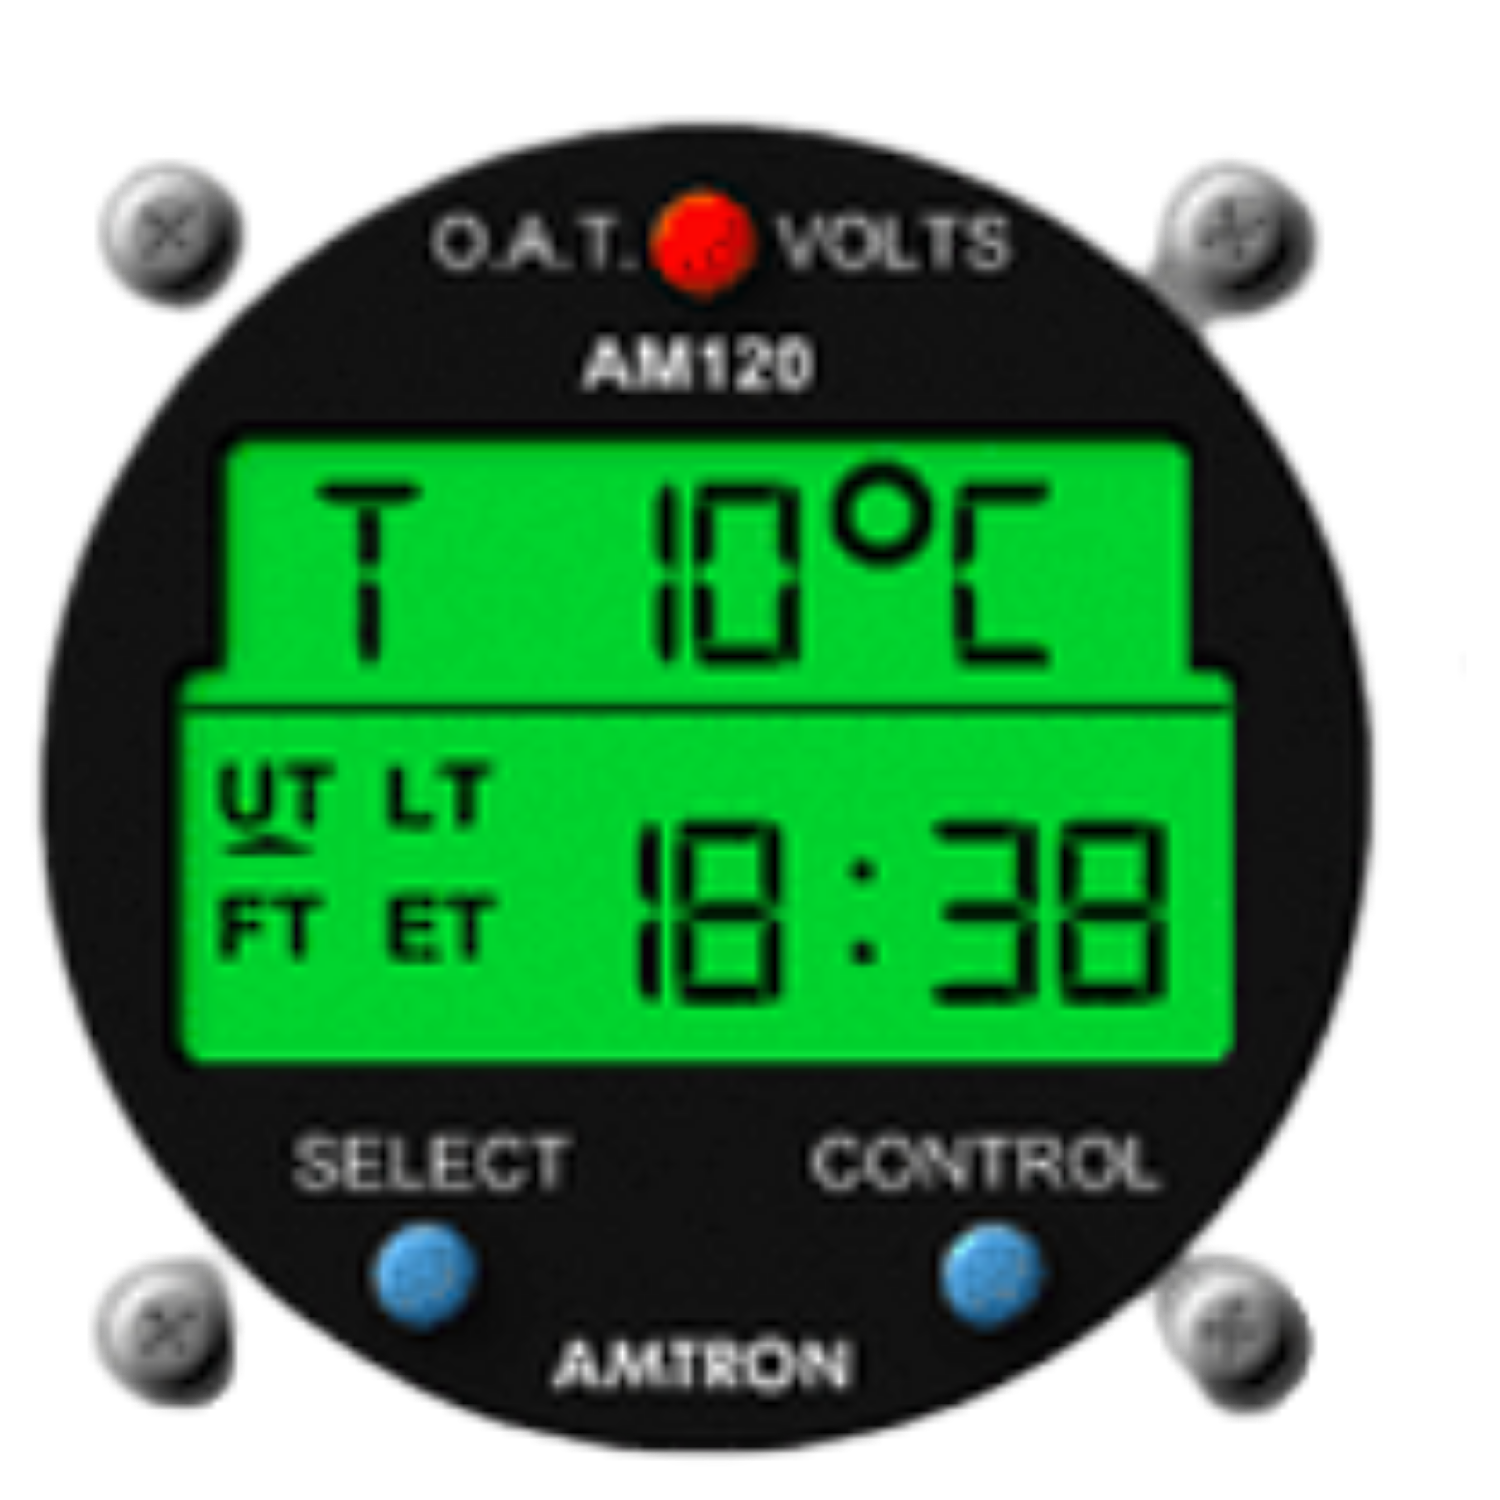 O.A.T. VOLTS
AM120
T 10°C
UT LT
FT ET
18:38
SELECT CONTROL
AMTRON